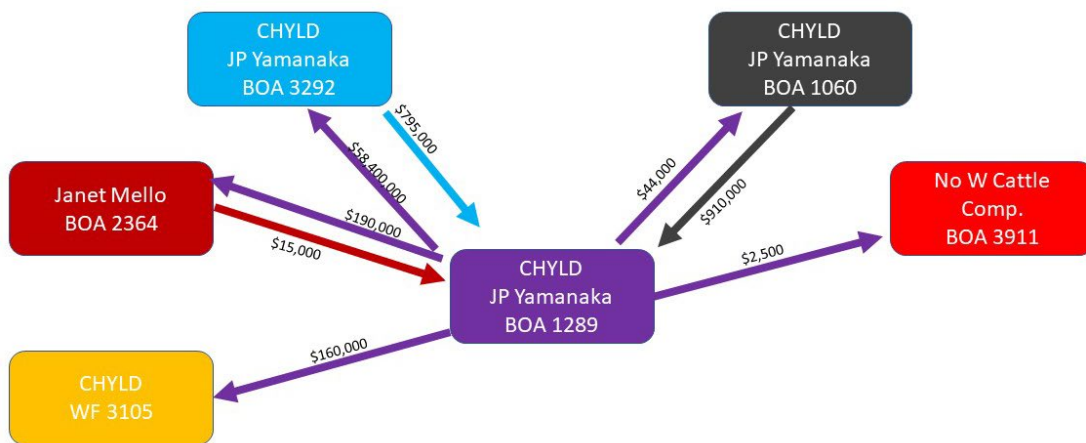 CHYLD
JP Yamanaka
BOA 3292
CHYLD
JP Yamanaka
BOA 1060
$795,000
$58,400,000
$44,000
$910,000
Janet Mello
BOA 2364
$190,000
$15,000
No W Cattle
Comp.
BOA 3911
$2,500
CHYLD
JP Yamanaka
BOA 1289
$160,000
CHYLD
WF 3105